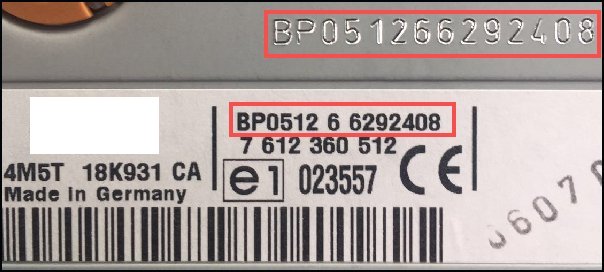 BP051266292408
BP0512 6 6292408
7 612 360 512
4M5T 18K931 CA
Made in Germany
e1 023557 CE